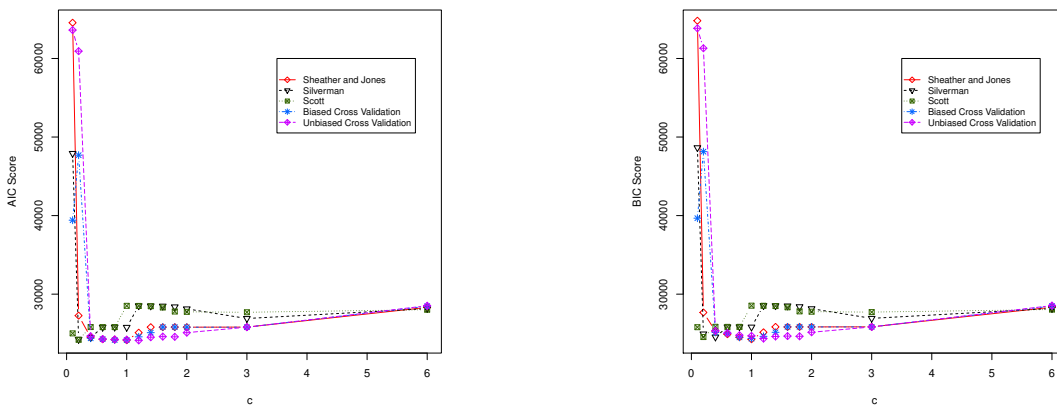 AIC Score
60000
50000
40000
30000
Sheather and Jones
Silverman
Scott
Biased Cross Validation
Unbiased Cross Validation
0
1
2
3
4
5
6
c
BIC Score
60000
50000
40000
30000
Sheather and Jones
Silverman
Scott
Biased Cross Validation
Unbiased Cross Validation
0
1
2
3
4
5
6
c